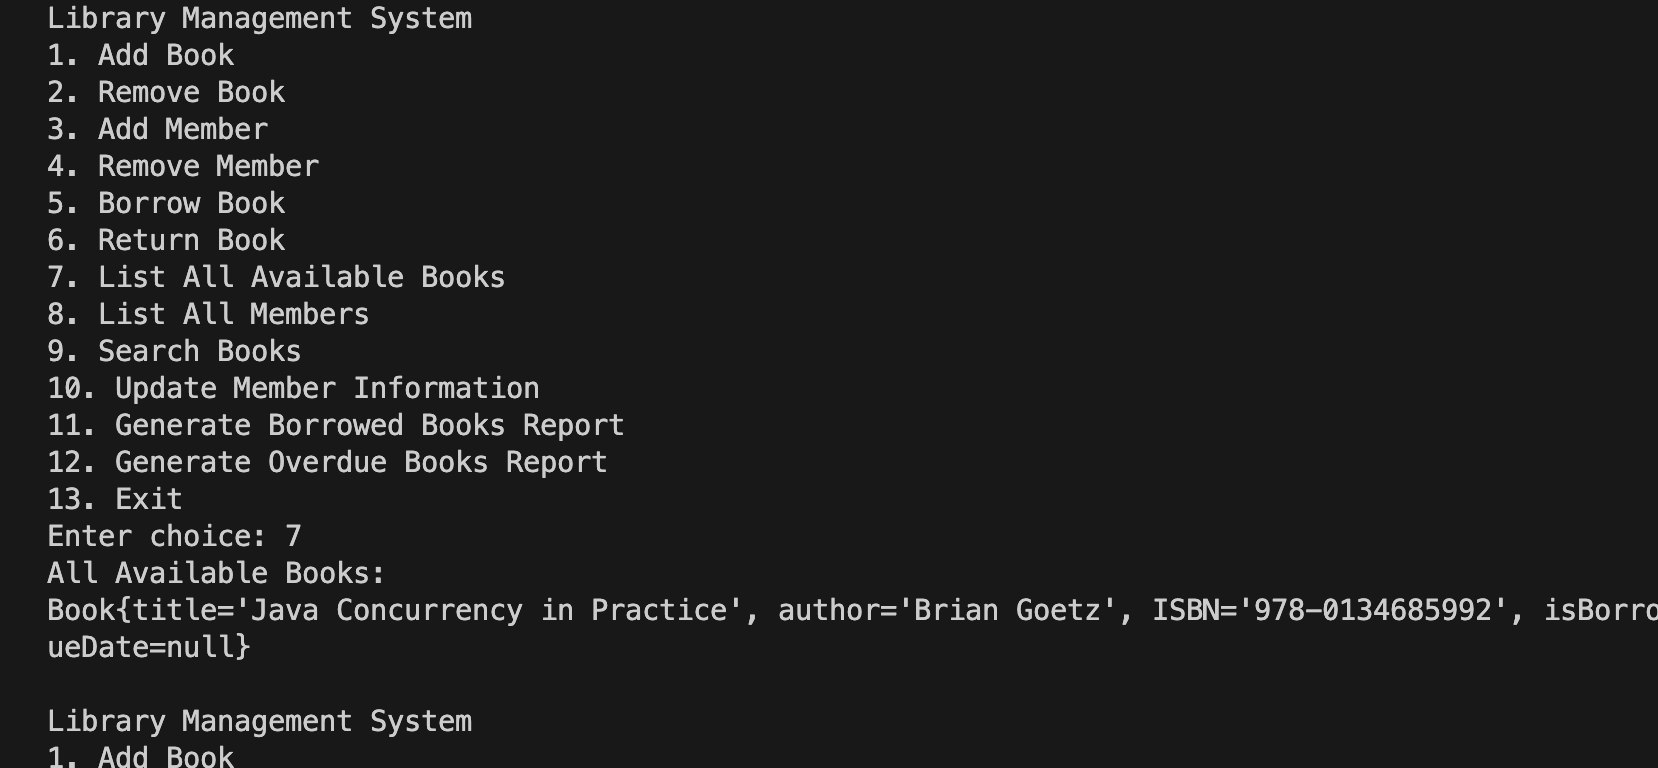 Library Management System
1. Add Book
2. Remove Book
3. Add Member
4. Remove Member
5. Borrow Book
6. Return Book
7. List All Available Books
8. List All Members
9. Search Books
10. Update Member Information
11. Generate Borrowed Books Report
12. Generate Overdue Books Report
13. Exit
Enter choice: 7
All Available Books:
Book{title='Java Concurrency in Practice', author='Brian Goetz', ISBN='978-0134685992', isBorro
ueDate=null}
Library Management System
1. Add Book